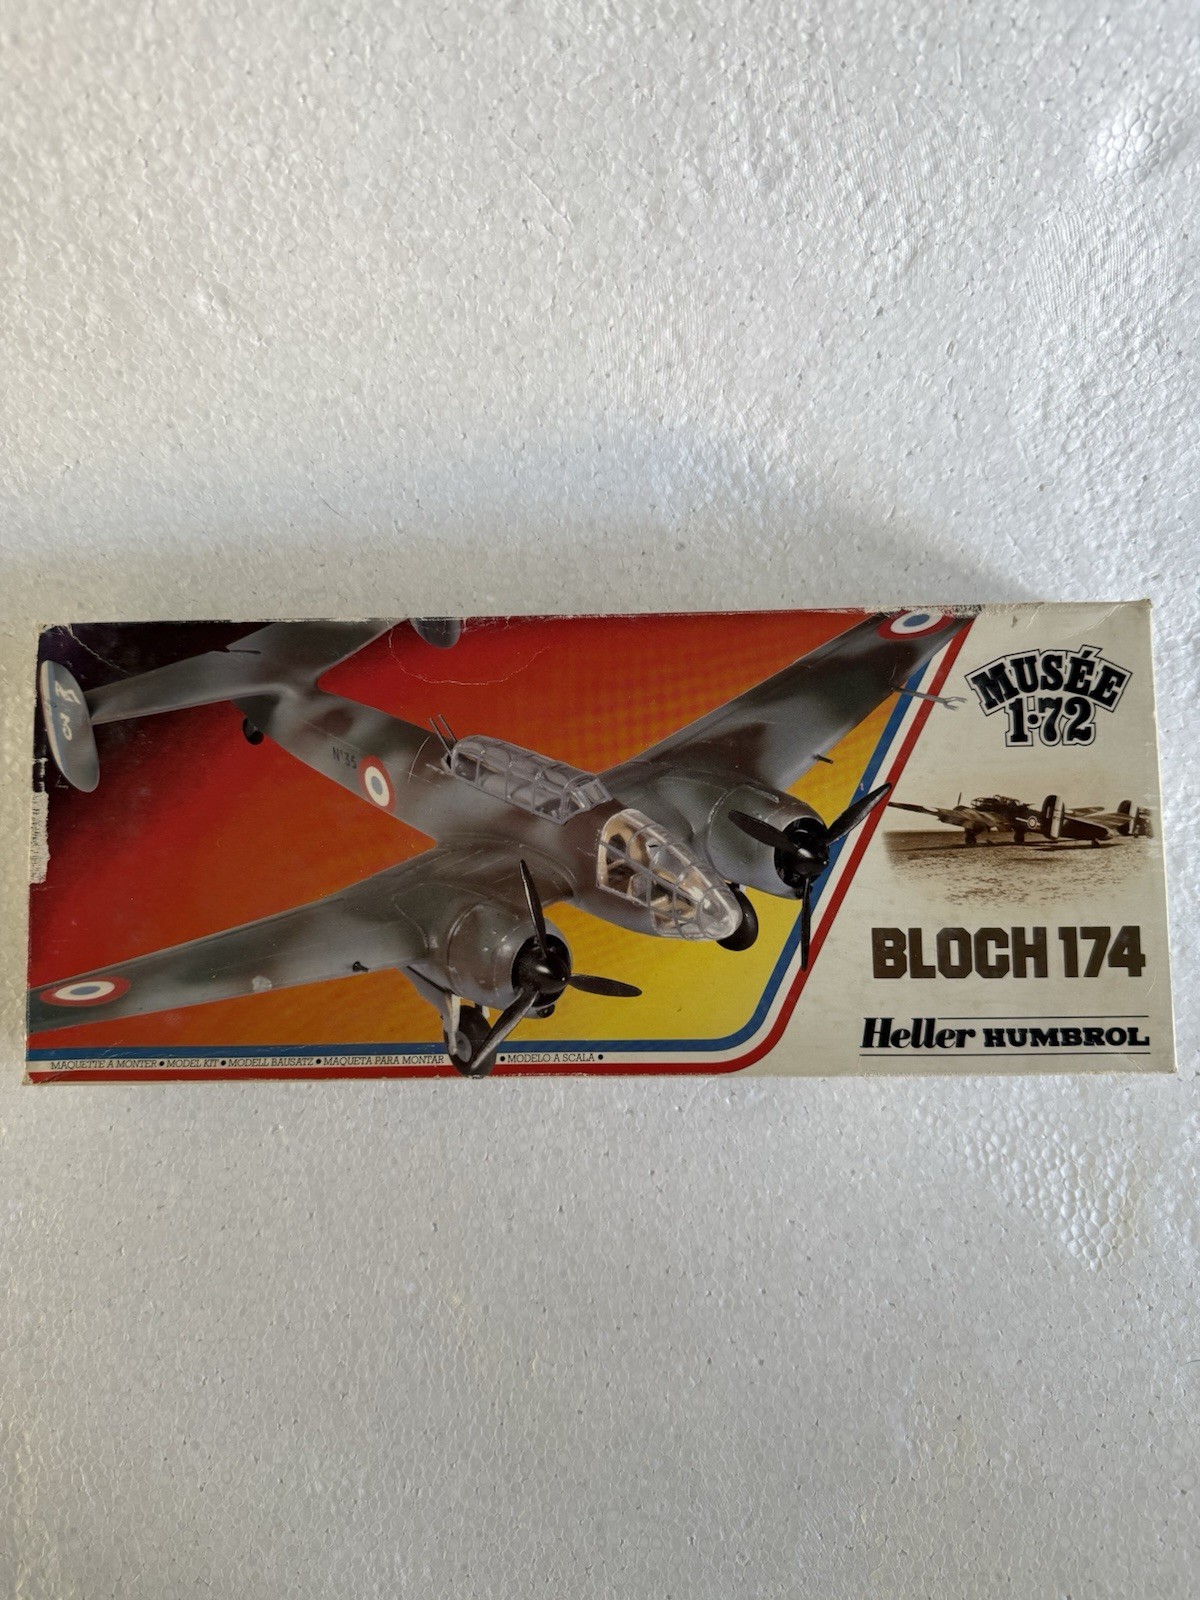 MUSÉE
1·72
N°35
BLOCH 174
Heller HUMBROL
MAQUETTE A MONTER ● MODEL KIT ● MODELL BAUSATZ ● MAQUETA PARA MONTAR ● MODELO A SCALA ●